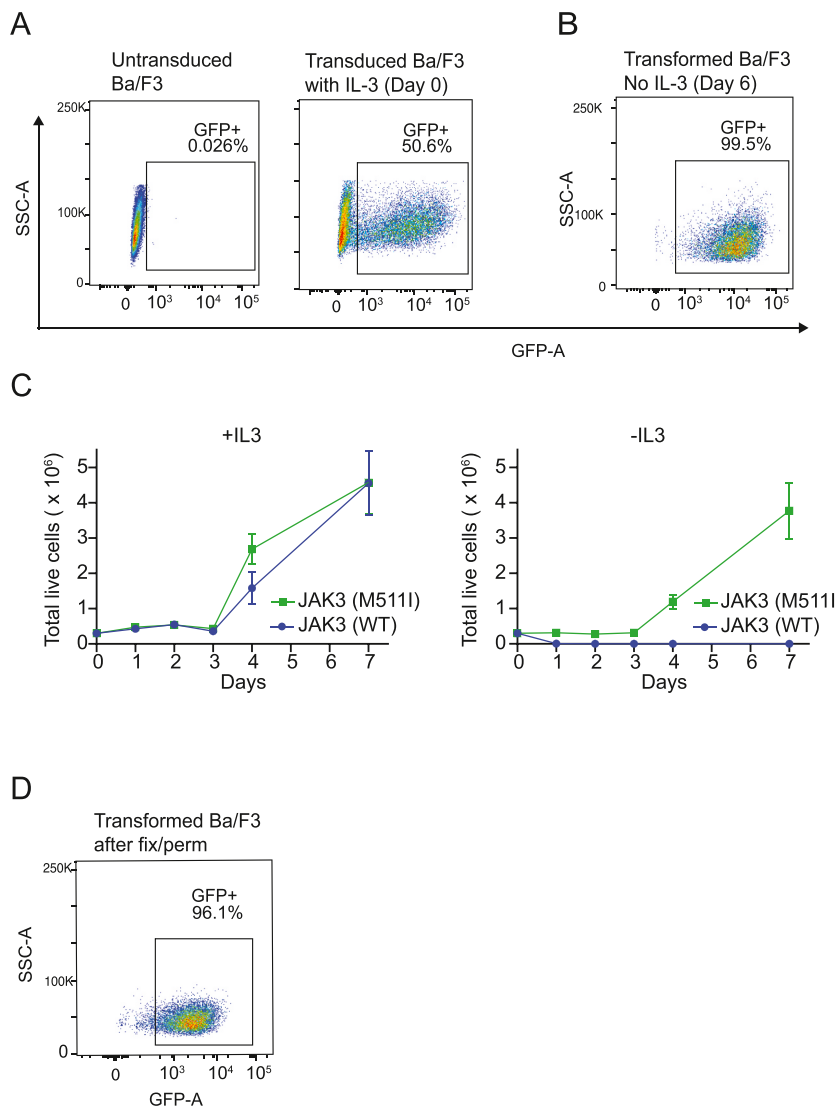 A
Untransduced
Ba/F3
250K
GFP+
0.026%
100K
0
0
10³
10⁴
10⁵
SSC-A
Transduced Ba/F3
with IL-3 (Day 0)
GFP+
50.6%
0
10³
10⁴
10⁵
B
Transformed Ba/F3
No IL-3 (Day 6)
250K
GFP+
99.5%
SSC-A
100K
0
0
10³
10⁴
10⁵
GFP-A
C
+IL3
Total live cells ( x 10⁶)
5
4
3
2
1
0
JAK3 (M511I)
JAK3 (WT)
0 1 2 3 4 5 6 7
Days
-IL3
Total live cells ( x 10⁶)
5
4
3
2
1
0
JAK3 (M511I
JAK3 (WT)
0 1 2 3 4 5 6 7
Days
D
Transformed Ba/F3
after fix/perm
250K
GFP+
96.1%
SSC-A
100K
0
0
10³
10⁴
10⁵
GFP-A